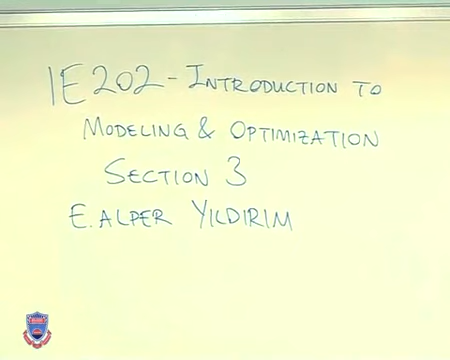 IE202 - INTRODUCTION TO
MODELING & OPTIMIZATION
SECTION 3
E. ALPER YILDIRIM